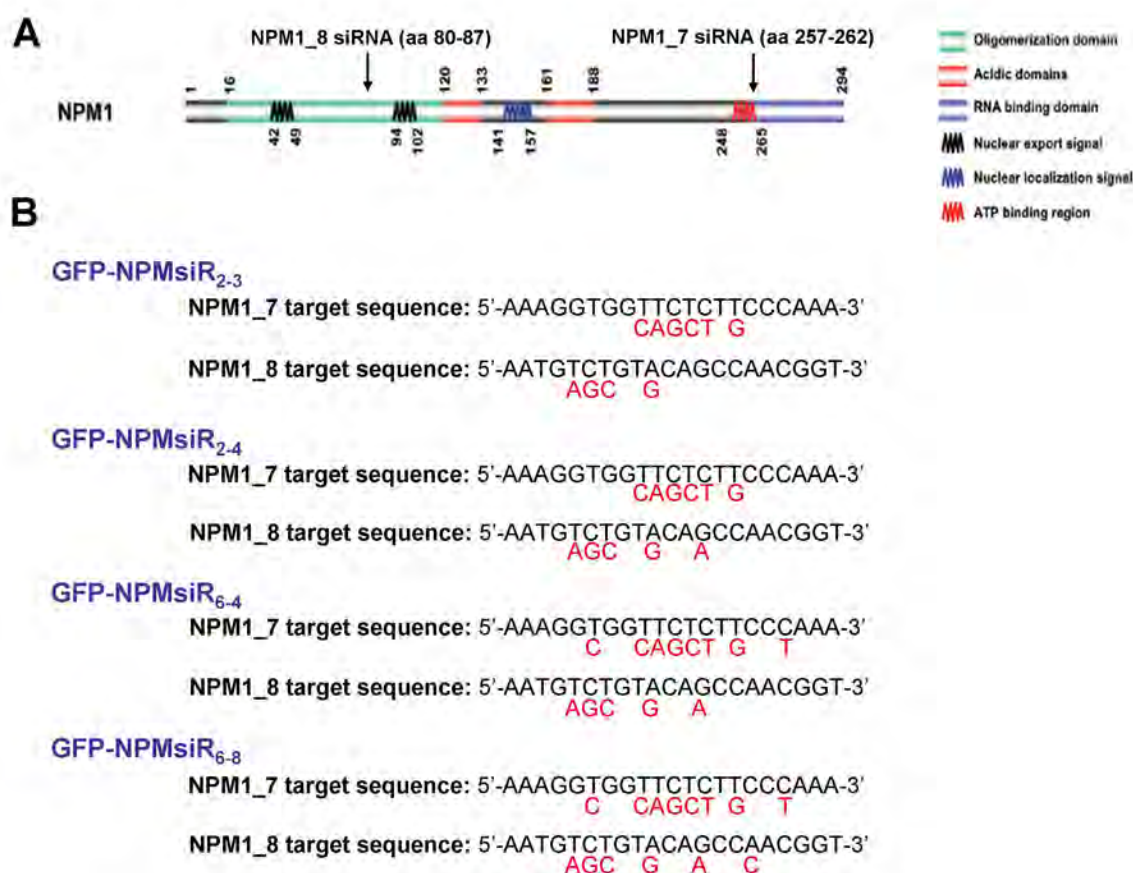 A
NPM1_8 siRNA (aa 80-87)
NPM1_7 siRNA (aa 257-262)
1 16 120 133 161 188 294
NPM1
42 49 94 102 141 157 248 265
Oligomerization domain
Acidic domains
RNA binding domain
Nuclear export signal
Nuclear localization signal
ATP binding region
B
GFP-NPMsiR2-3
NPM1_7 target sequence: 5'-AAAGGTGGTTCTCTTCCCAAA-3'
CAGCT G
NPM1_8 target sequence: 5'-AATGTCTGTACAGCCAACGGT-3'
AGC G
GFP-NPMsiR2-4
NPM1_7 target sequence: 5'-AAAGGTGGTTCTCTTCCCAAA-3'
CAGCT G
NPM1_8 target sequence: 5'-AATGTCTGTACAGCCAACGGT-3'
AGC G A
GFP-NPMsiR6-4
NPM1_7 target sequence: 5'-AAAGGTGGTTCTCTTCCCAAA-3'
C CAGCT G T
NPM1_8 target sequence: 5'-AATGTCTGTACAGCCAACGGT-3'
AGC G A
GFP-NPMsiR6-8
NPM1_7 target sequence: 5'-AAAGGTGGTTCTCTTCCCAAA-3'
C CAGCT G T
NPM1_8 target sequence: 5'-AATGTCTGTACAGCCAACGGT-3'
AGC G A C